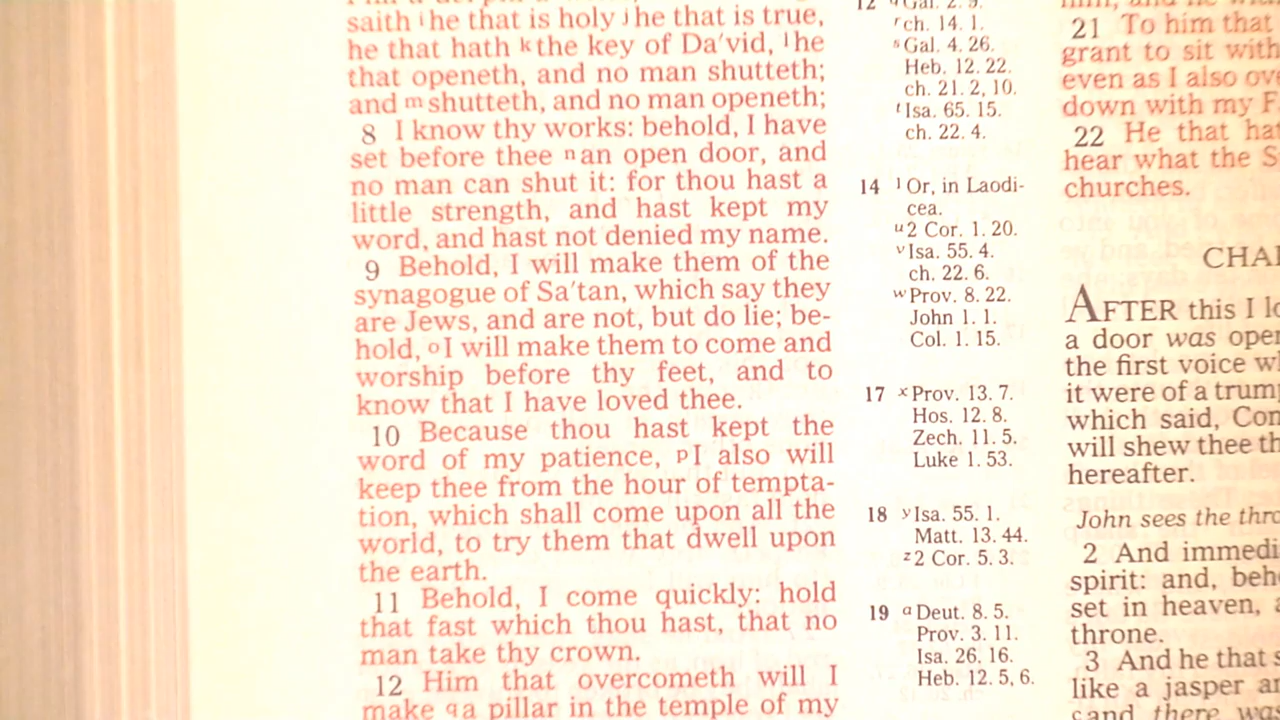 saith i he that is holy j he that is true,
he that hath k the key of Da′vid, l he
that openeth, and no man shutteth;
and m shutteth, and no man openeth;
8 I know thy works: behold, I have
set before thee n an open door, and
no man can shut it: for thou hast a
little strength, and hast kept my
word, and hast not denied my name.
9 Behold, I will make them of the
synagogue of Sa′tan, which say they
are Jews, and are not, but do lie; be-
hold, o I will make them to come and
worship before thy feet, and to
know that I have loved thee.
10 Because thou hast kept the
word of my patience, p I also will
keep thee from the hour of tempta-
tion, which shall come upon all the
world, to try them that dwell upon
the earth.
11 Behold, I come quickly: hold
that fast which thou hast, that no
man take thy crown.
12 Him that overcometh will I
make q a pillar in the temple of my
12 q Gal. 2. 9.
r ch. 14. 1.
s Gal. 4. 26.
Heb. 12. 22.
ch. 21. 2, 10.
t Isa. 65. 15.
ch. 22. 4.
14 1 Or, in Laodi-
cea.
u 2 Cor. 1. 20.
v Isa. 55. 4.
ch. 22. 6.
w Prov. 8. 22.
John 1. 1.
Col. 1. 15.
17 x Prov. 13. 7.
Hos. 12. 8.
Zech. 11. 5.
Luke 1. 53.
18 y Isa. 55. 1.
Matt. 13. 44.
z 2 Cor. 5. 3.
19 a Deut. 8. 5.
Prov. 3. 11.
Isa. 26. 16.
Heb. 12. 5, 6.
21 To him that
grant to sit with
even as I also ov
down with my F
22 He that ha
hear what the S
churches.
CHA
AFTER this I lo
a door was ope
the first voice w
it were of a trum
which said, Com
will shew thee th
hereafter.
John sees the thr
2 And immedi
spirit: and, beh
set in heaven,
throne.
3 And he that s
like a jasper an
and there was